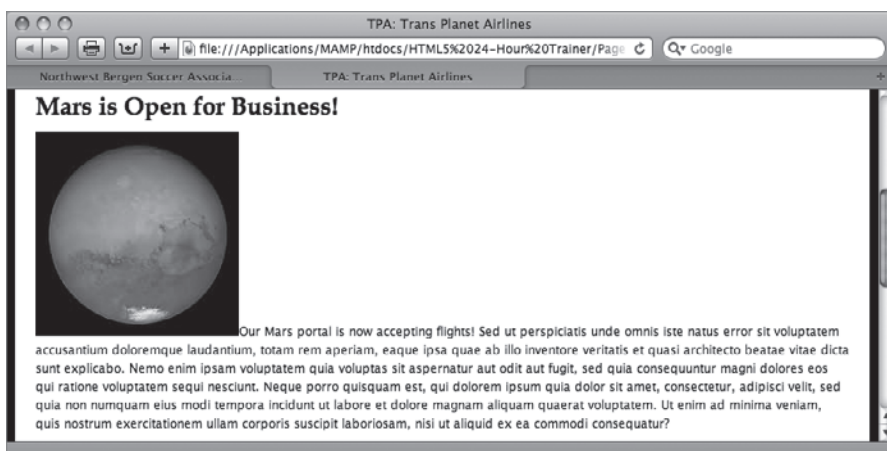 TPA: Trans Planet Airlines
file:///Applications/MAMP/htdocs/HTML5%2024-Hour%20Trainer/Page
Google
Northwest Bergen Soccer Associa...
TPA: Trans Planet Airlines
Mars is Open for Business!
Our Mars portal is now accepting flights! Sed ut perspiciatis unde omnis iste natus error sit voluptatem
accusantium doloremque laudantium, totam rem aperiam, eaque ipsa quae ab illo inventore veritatis et quasi architecto beatae vitae dicta
sunt explicabo. Nemo enim ipsam voluptatem quia voluptas sit aspernatur aut odit aut fugit, sed quia consequuntur magni dolores eos
qui ratione voluptatem sequi nesciunt. Neque porro quisquam est, qui dolorem ipsum quia dolor sit amet, consectetur, adipisci velit, sed
quia non numquam eius modi tempora incidunt ut labore et dolore magnam aliquam quaerat voluptatem. Ut enim ad minima veniam,
quis nostrum exercitationem ullam corporis suscipit laboriosam, nisi ut aliquid ex ea commodi consequatur?